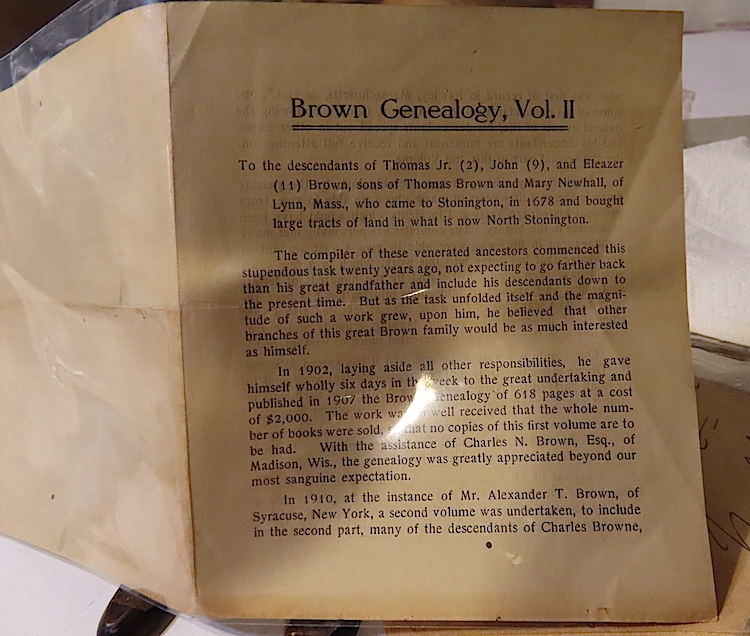 Brown Genealogy, Vol. II
To the descendants of Thomas Jr. (2), John (9), and Eleazer
(11) Brown, sons of Thomas Brown and Mary Newhall, of
Lynn, Mass., who came to Stonington, in 1678 and bought
large tracts of land in what is now North Stonington.
The compiler of these venerated ancestors commenced this
stupendous task twenty years ago, not expecting to go farther back
than his great grandfather and include his descendants down to
the present time. But as the task unfolded itself and the magni-
tude of such a work grew, upon him, he believed that other
branches of this great Brown family would be as much interested
as himself.
In 1902, laying aside all other responsibilities, he gave
himself wholly six days in the week to the great undertaking and
published in 1907 the Brown Genealogy of 618 pages at a cost
of $2,000. The work was well received that the whole num-
ber of books were sold, that no copies of this first volume are to
be had. With the assistance of Charles N. Brown, Esq., of
Madison, Wis., the genealogy was greatly appreciated beyond our
most sanguine expectation.
In 1910, at the instance of Mr. Alexander T. Brown, of
Syracuse, New York, a second volume was undertaken, to include
in the second part, many of the descendants of Charles Browne,